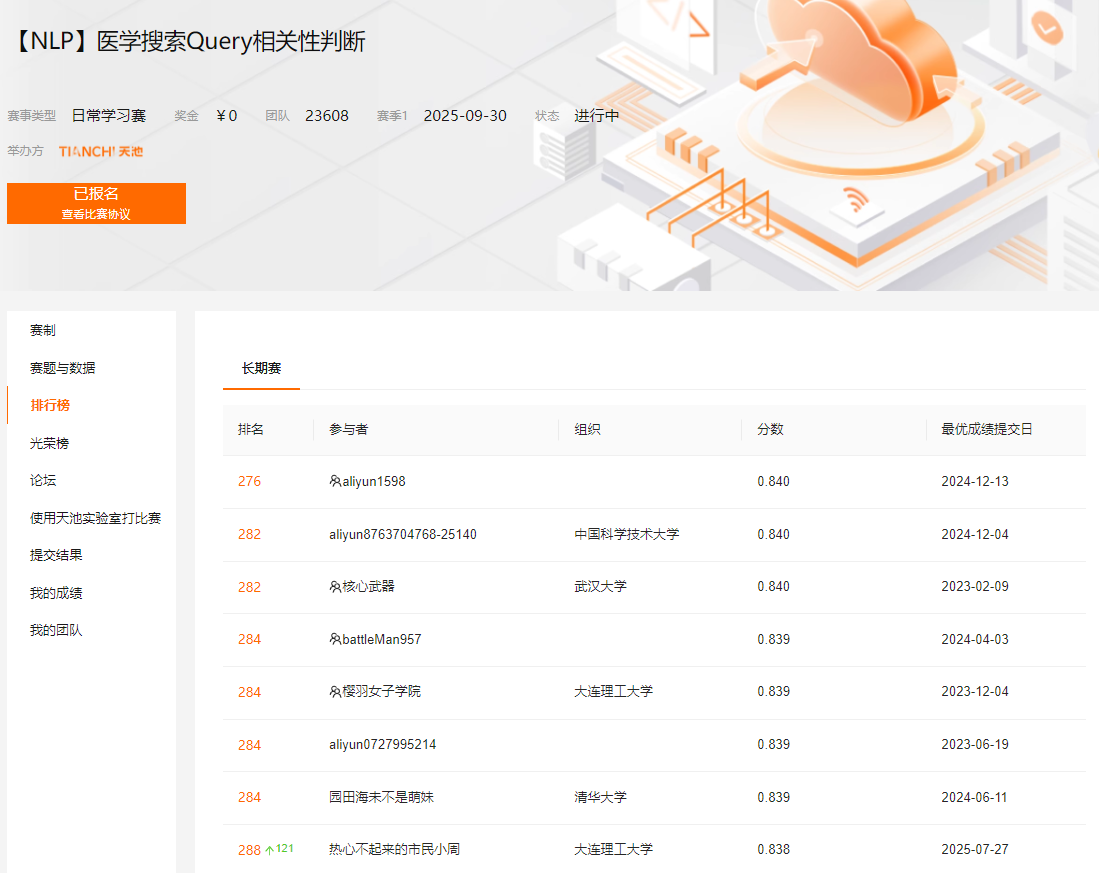 【NLP】医学搜索Query相关性判断
赛事类型 日常学习赛 奖金 ￥0 团队 23608 赛季1 2025-09-30 状态 进行中
举办方 TIANCHI 天池
已报名
查看比赛协议
赛制
赛题与数据
排行榜
光荣榜
论坛
使用天池实验室打比赛
提交结果
我的成绩
我的团队
长期赛
排名 参与者 组织 分数 最优成绩提交日
276 aliyun1598 0.840 2024-12-13
282 aliyun8763704768-25140 中国科学技术大学 0.840 2024-12-04
282 核心武器 武汉大学 0.840 2023-02-09
284 battleMan957 0.839 2024-04-03
284 樱羽女子学院 大连理工大学 0.839 2023-12-04
284 aliyun0727995214 0.839 2023-06-19
284 园田海未不是萌妹 清华大学 0.839 2024-06-11
288 ↑121 热心不起来的市民小周 大连理工大学 0.838 2025-07-27